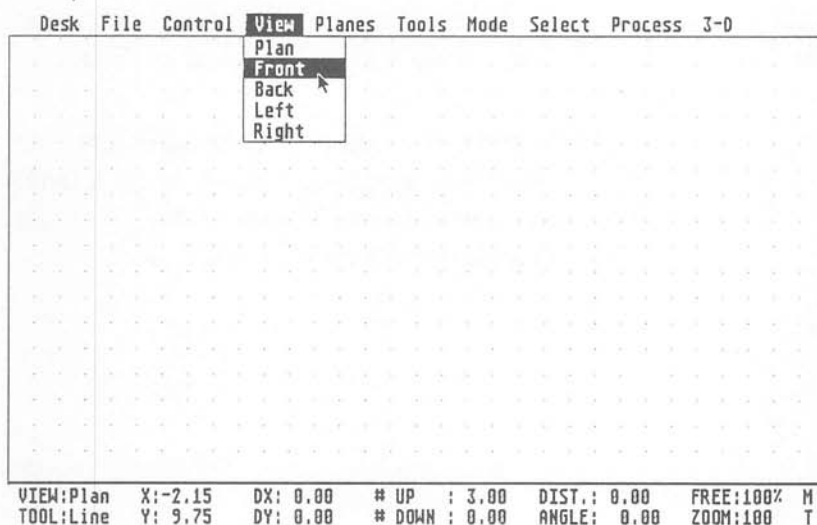 Desk File Control View Planes Tools Mode Select Process 3-D
Plan
Front
Back
Left
Right
VIEW:Plan X:-2.15 DX: 0.00 # UP : 3.00 DIST.: 0.00 FREE:100% M
TOOL:Line Y: 9.75 DY: 0.00 # DOWN : 0.00 ANGLE: 0.00 ZOOM:100 T